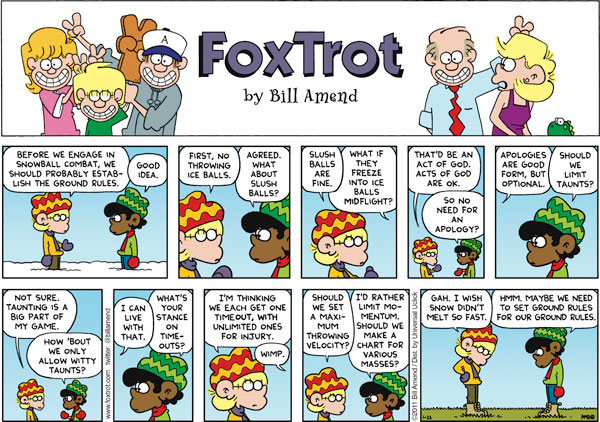 A
FOXTROT
by Bill Amend
BEFORE WE ENGAGE IN
SNOWBALL COMBAT, WE
SHOULD PROBABLY ESTAB-
LISH THE GROUND RULES.
GOOD
IDEA.
FIRST, NO
THROWING
ICE BALLS.
AGREED.
WHAT
ABOUT
SLUSH
BALLS?
SLUSH
BALLS
ARE
FINE.
WHAT IF
THEY
FREEZE
INTO ICE
BALLS
MIDFLIGHT?
THAT'D BE AN
ACT OF GOD.
ACTS OF GOD
ARE OK.
SO NO
NEED FOR
AN
APOLOGY?
APOLOGIES
ARE GOOD
FORM, BUT
OPTIONAL.
SHOULD
WE
LIMIT
TAUNTS?
NOT SURE.
TAUNTING IS A
BIG PART OF
MY GAME.
HOW 'BOUT
WE ONLY
ALLOW WITTY
TAUNTS?
www.foxtrot.com twitter: @billamend
I CAN
LIVE
WITH
THAT.
WHAT'S
YOUR
STANCE
ON
TIME-
OUTS?
I'M THINKING
WE EACH GET ONE
TIMEOUT, WITH
UNLIMITED ONES
FOR INJURY.
WIMP.
SHOULD
WE SET
A MAXI-
MUM
THROWING
VELOCITY?
I'D RATHER
LIMIT MO-
MENTUM.
SHOULD WE
MAKE A
CHART FOR
VARIOUS
MASSES?
©2011 Bill Amend / Dist. by Universal Uclick
GAH. I WISH
SNOW DIDN'T
MELT SO FAST.
HMM. MAYBE WE NEED
TO SET GROUND RULES
FOR OUR GROUND RULES.
1-23
AMEND